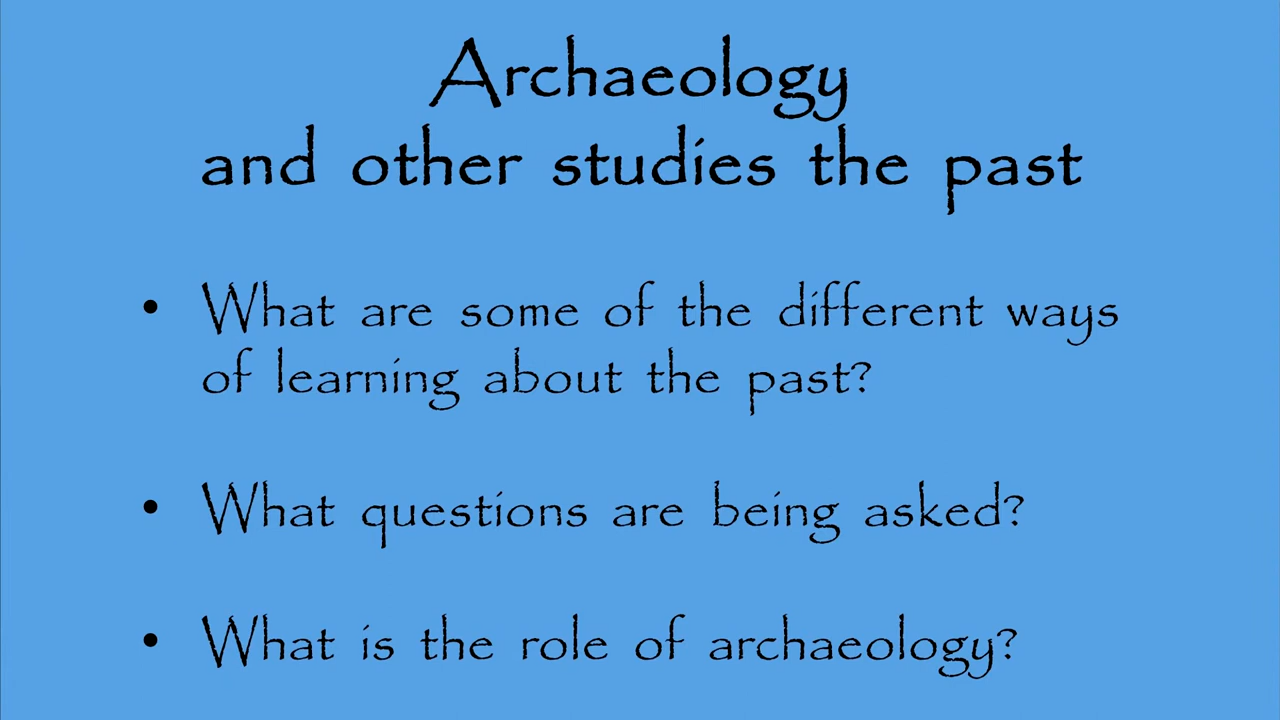 Archaeology
and other studies the past
• What are some of the different ways
of learning about the past?
• What questions are being asked?
• What is the role of archaeology?